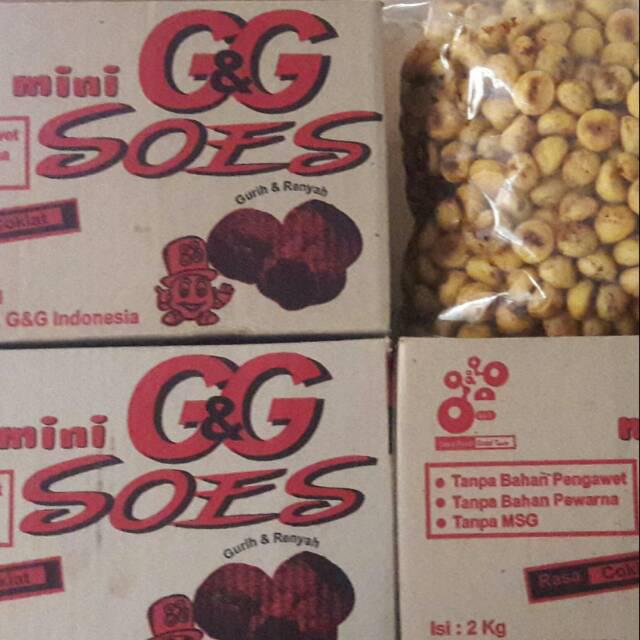 mini G&G
SOES
Gurih & Renyah
G&G Indonesia
mini G&G
SOES
Gurih & Renyah
• Tanpa Bahan Pengawet
• Tanpa Bahan Pewarna
• Tanpa MSG
Rasa
Isi : 2 Kg